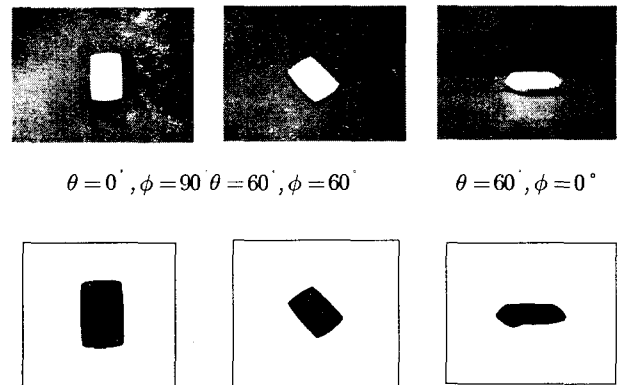 θ = 0°, ϕ = 90° θ = 60°, ϕ = 60° θ = 60°, ϕ = 0°